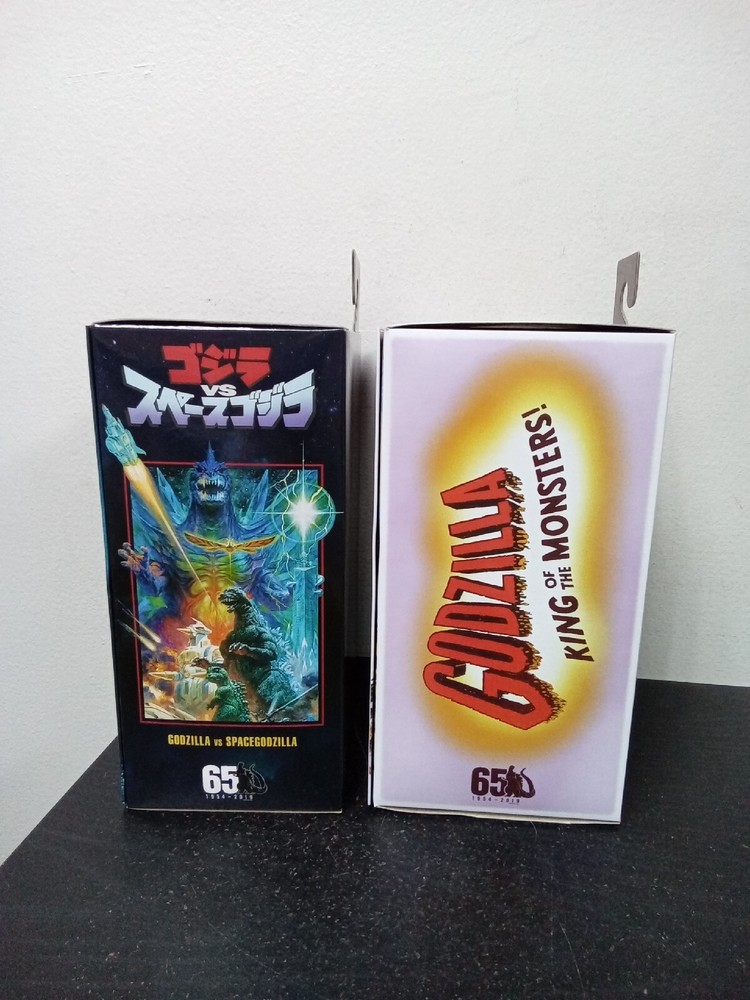 ゴジラ
VS
スペースゴジラ
GODZILLA VS SPACEGODZILLA
65
1954-2019
GODZILLA
KING OF THE MONSTERS!
65
1954-2019